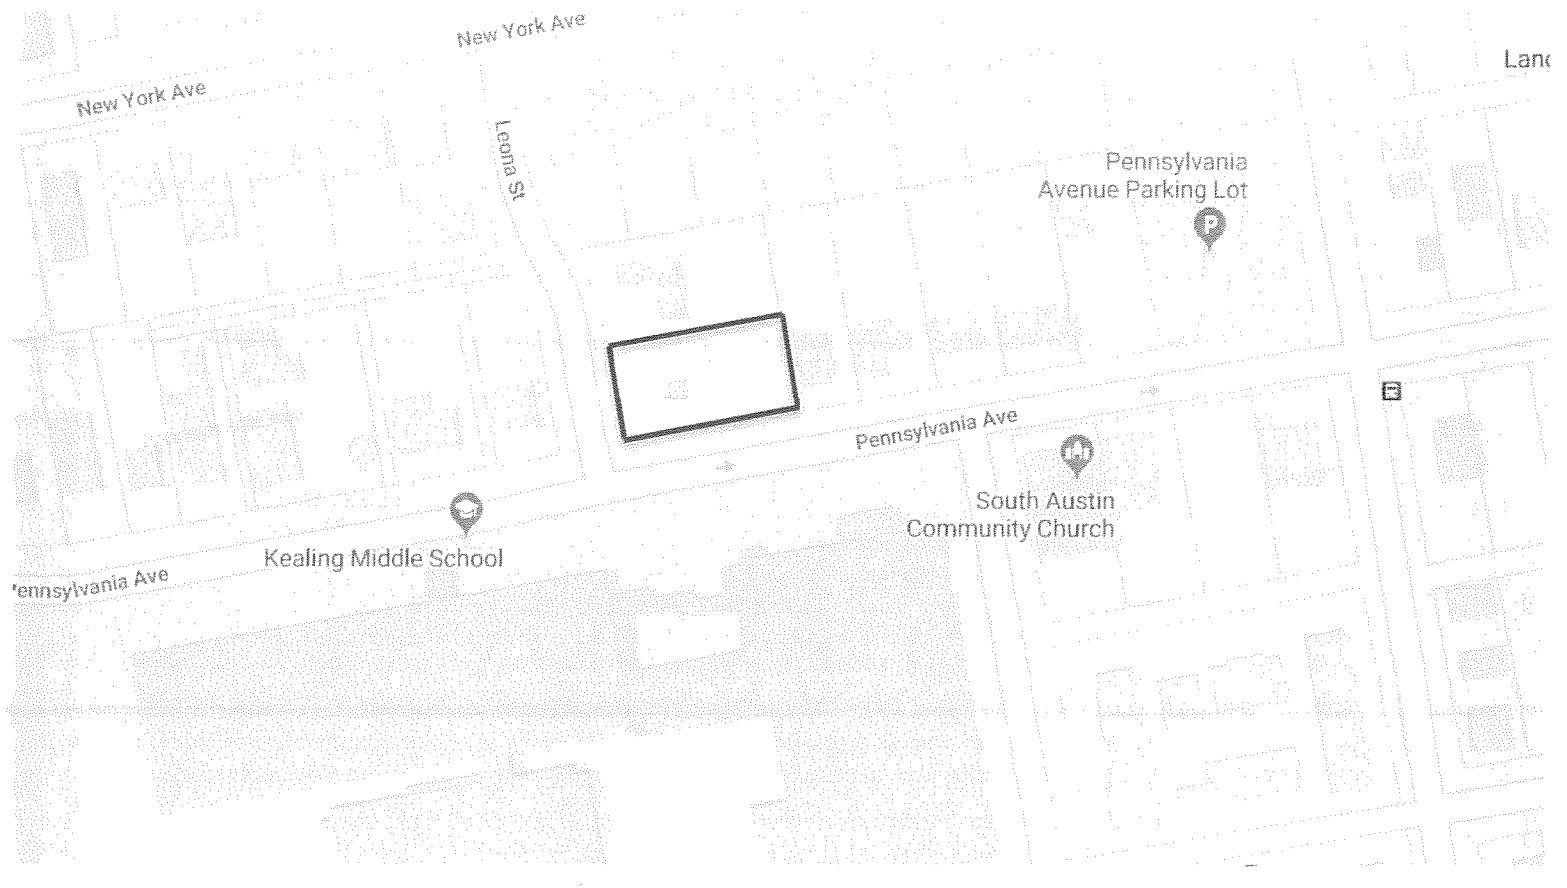 New York Ave
New York Ave
Leona St
Pennsylvania
Avenue Parking Lot
P
Pennsylvania Ave
South Austin
Community Church
Kealing Middle School
ennsylvania Ave